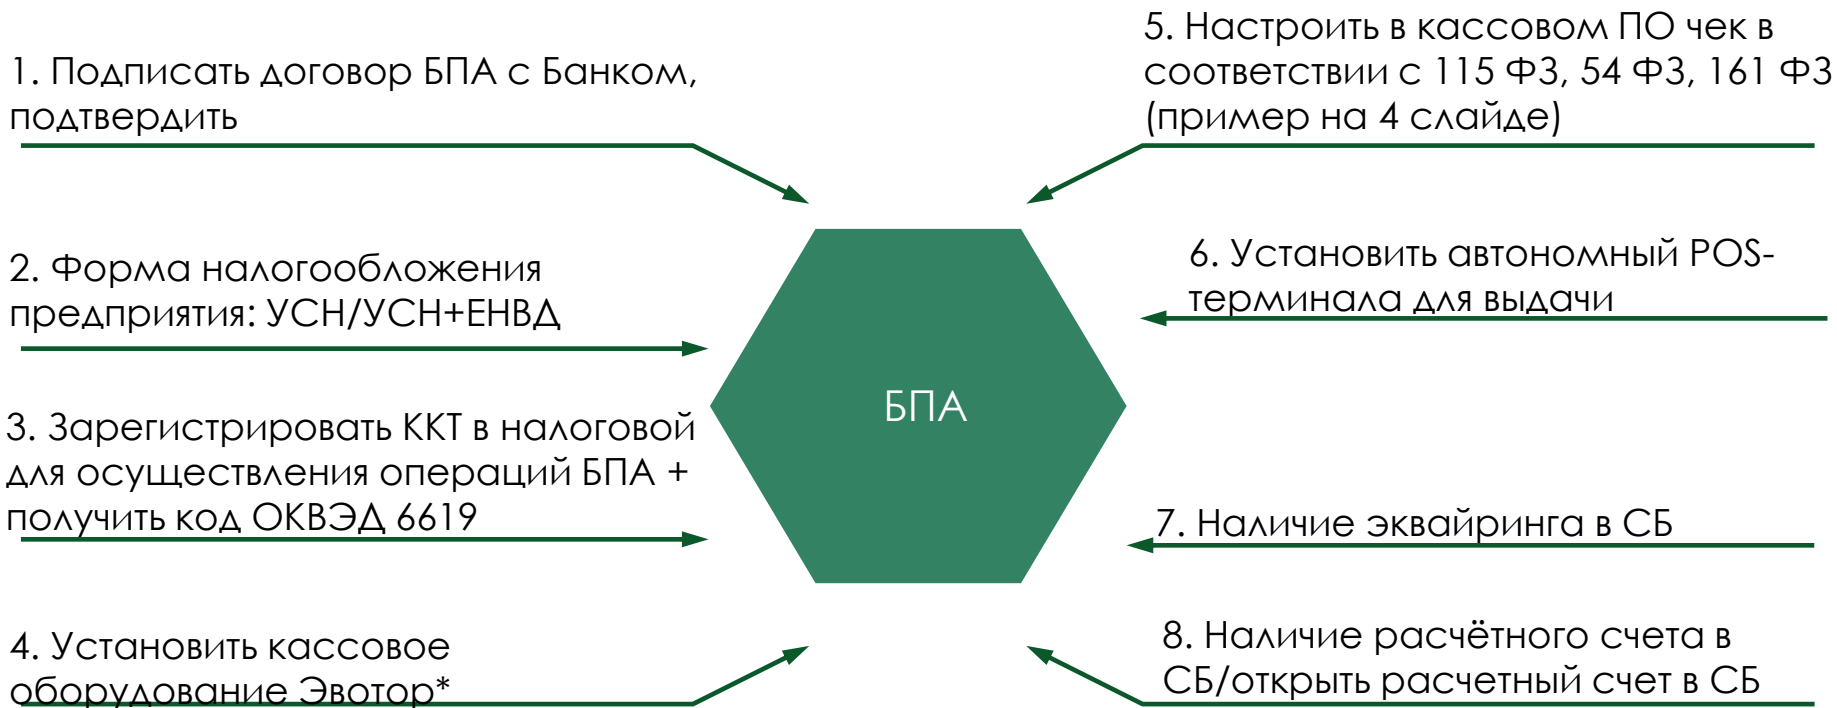 1. Подписать договор БПА с Банком,
подтвердить
2. Форма налогообложения
предприятия: УСН/УСН+ЕНВД
3. Зарегистрировать ККТ в налоговой
для осуществления операций БПА +
получить код ОКВЭД 6619
4. Установить кассовое
оборудование Эвотор*
БПА
5. Настроить в кассовом ПО чек в
соответствии с 115 ФЗ, 54 ФЗ, 161 ФЗ
(пример на 4 слайде)
6. Установить автономный POS-
терминала для выдачи
7. Наличие эквайринга в СБ
8. Наличие расчётного счета в
СБ/открыть расчетный счет в СБ